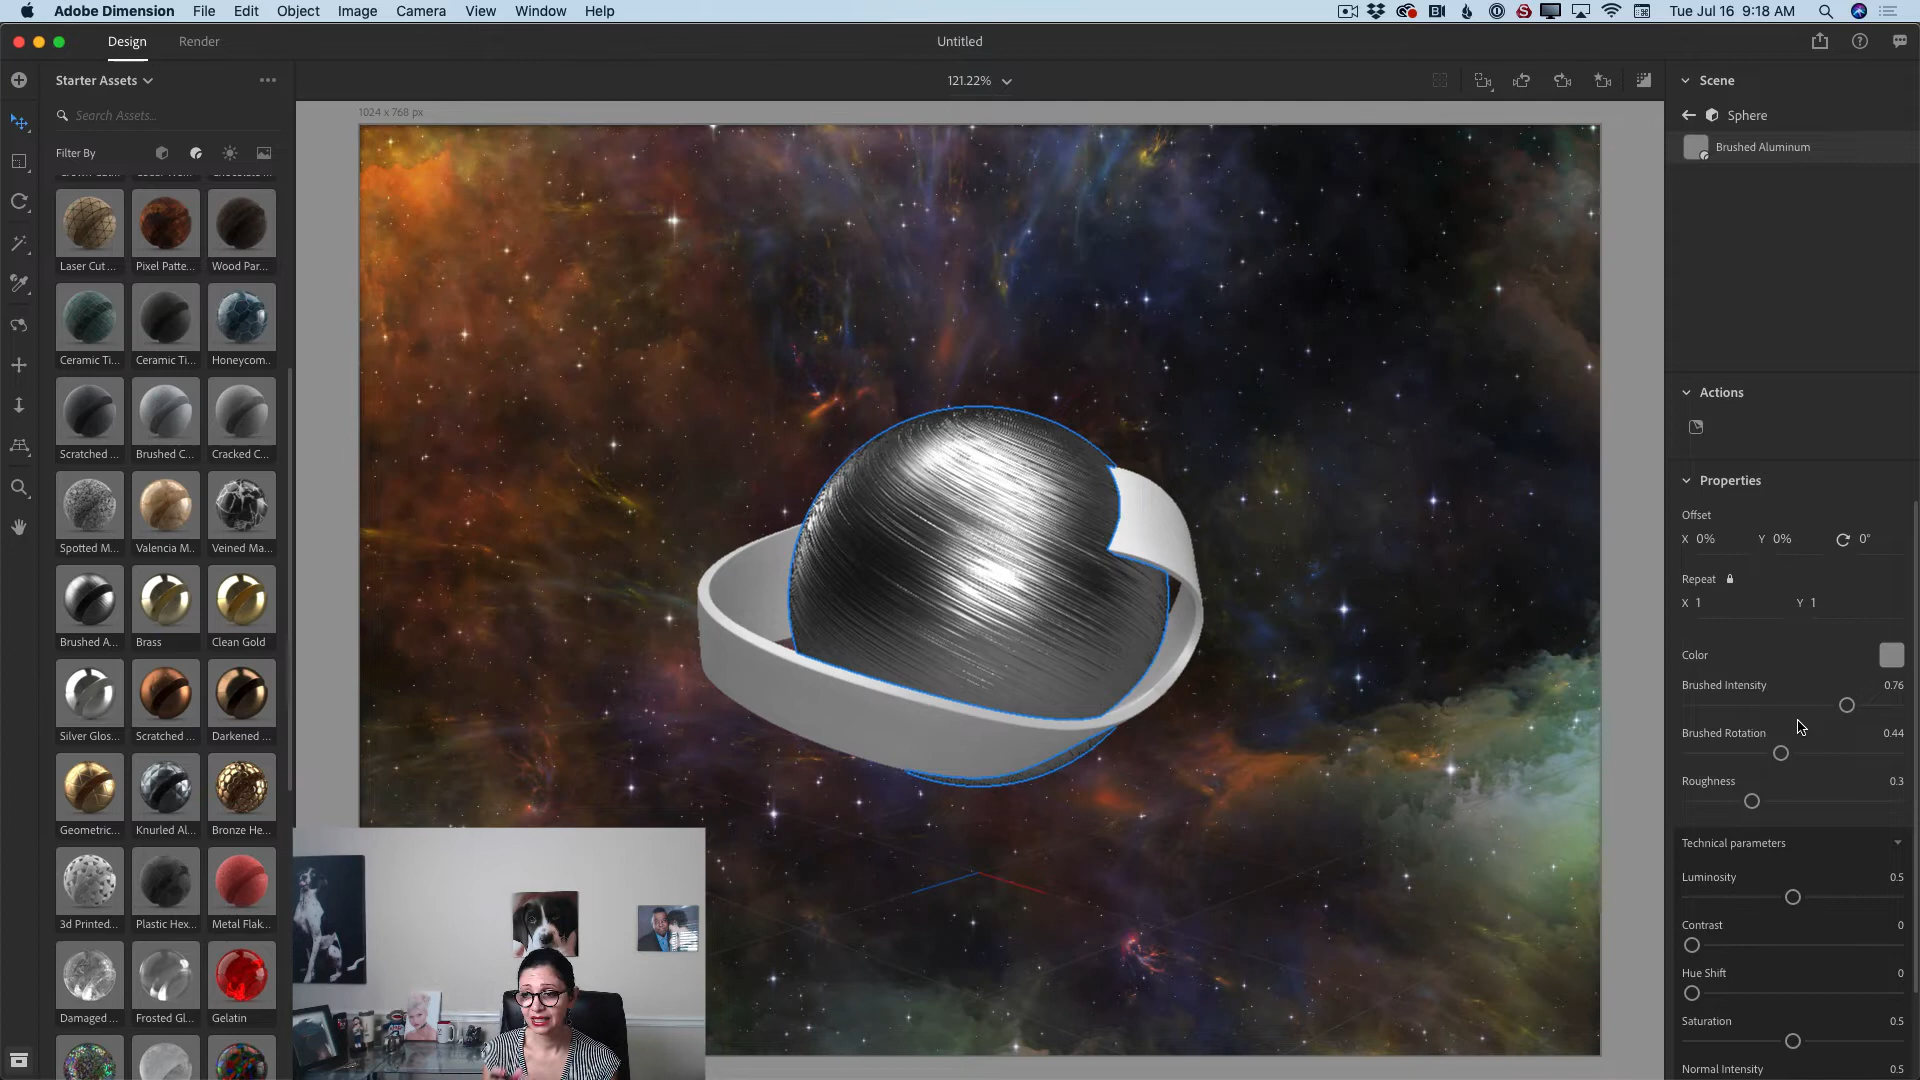 Adobe Dimension File Edit Object Image Camera View Window Help
Tue Jul 16 9:18 AM
Design Render
Untitled
Starter Assets
121.22%
Scene
Search Assets...
1024 x 768 px
Sphere
Filter By
Brushed Aluminum
Laser Cut ... Pixel Patte... Wood Par...
Ceramic Ti... Ceramic Ti... Honeycom..
Actions
Scratched ... Brushed C... Cracked C...
Properties
Offset
X 0% Y 0% 0°
Spotted M... Valencia M.. Veined Ma...
Repeat
X 1 Y 1
Brushed A... Brass Clean Gold
Color
Brushed Intensity 0.76
Silver Glos... Scratched ... Darkened ...
Brushed Rotation 0.44
Roughness 0.3
Geometric... Knurled Al... Bronze He...
Technical parameters
Luminosity 0.5
3d Printed... Plastic Hex... Metal Flak...
Contrast 0
Hue Shift 0
Damaged ... Frosted Gl... Gelatin
Saturation 0.5
Normal Intensity 0.5